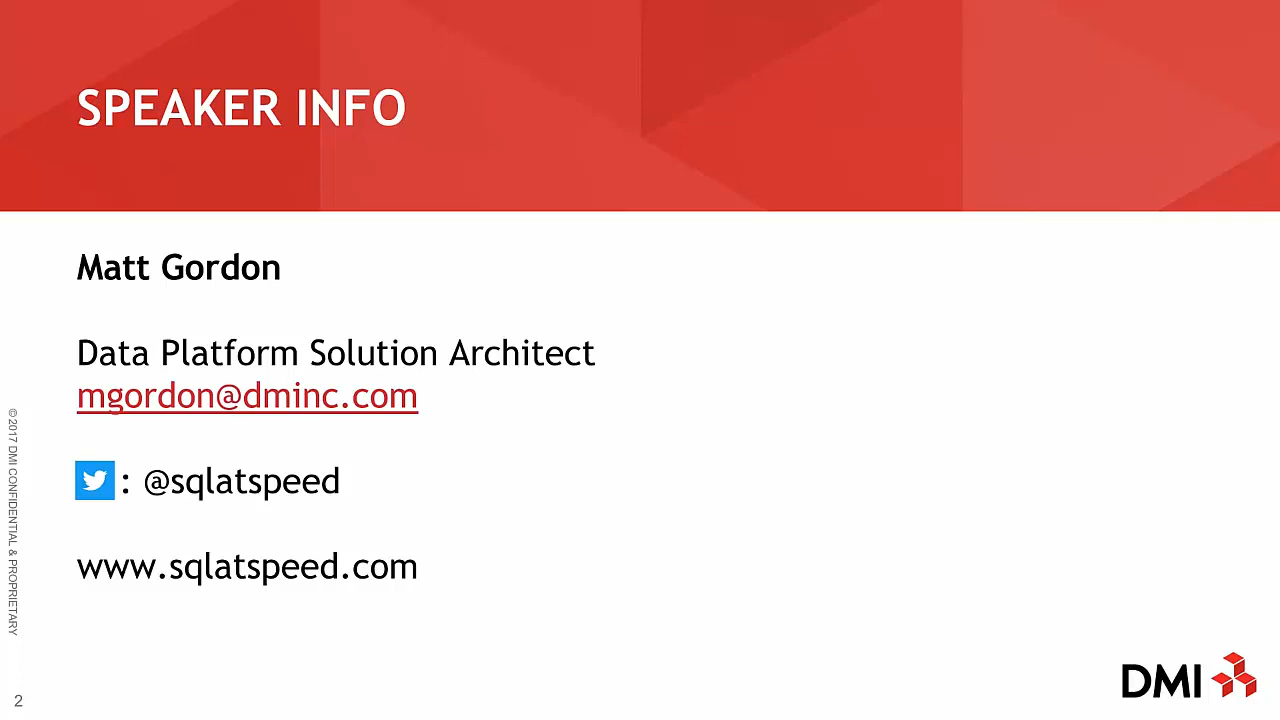 SPEAKER INFO
Matt Gordon
Data Platform Solution Architect
mgordon@dminc.com
: @sqlatspeed
www.sqlatspeed.com
©2017 DMI CONFIDENTIAL & PROPRIETARY
2
DMI